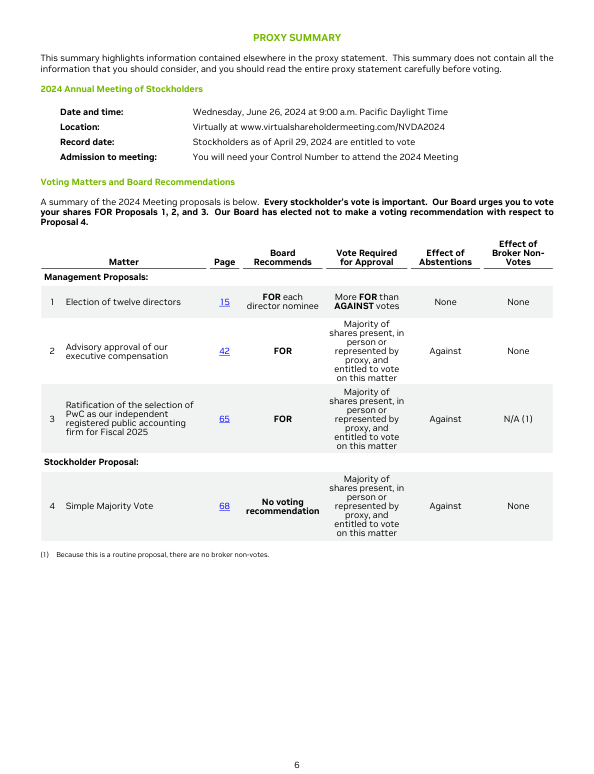 PROXY SUMMARY
This summary highlights information contained elsewhere in the proxy statement. This summary does not contain all the
information that you should consider, and you should read the entire proxy statement carefully before voting.
2024 Annual Meeting of Stockholders
Date and time: Wednesday, June 26, 2024 at 9:00 a.m. Pacific Daylight Time
Location: Virtually at www.virtualshareholdermeeting.com/NVDA2024
Record date: Stockholders as of April 29, 2024 are entitled to vote
Admission to meeting: You will need your Control Number to attend the 2024 Meeting
Voting Matters and Board Recommendations
A summary of the 2024 Meeting proposals is below. Every stockholder's vote is important. Our Board urges you to vote
your shares FOR Proposals 1, 2, and 3. Our Board has elected not to make a voting recommendation with respect to
Proposal 4.
Matter
Page
Board
Recommends
Vote Required
for Approval
Effect of
Abstentions
Effect of
Broker Non-
Votes
Management Proposals:
1 Election of twelve directors
15
FOR each
director nominee
More FOR than
AGAINST votes
None
None
2 Advisory approval of our
executive compensation
42
FOR
Majority of
shares present, in
person or
represented by
proxy, and
entitled to vote
on this matter
Against
None
3 Ratification of the selection of
PwC as our independent
registered public accounting
firm for Fiscal 2025
65
FOR
Majority of
shares present, in
person or
represented by
proxy, and
entitled to vote
on this matter
Against
N/A (1)
Stockholder Proposal:
4 Simple Majority Vote
68
No voting
recommendation
Majority of
shares present, in
person or
represented by
proxy, and
entitled to vote
on this matter
Against
None
(1) Because this is a routine proposal, there are no broker non-votes.
6